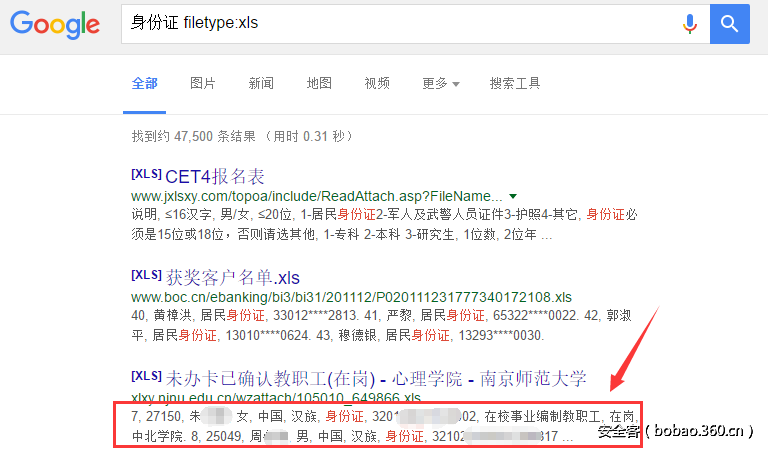 Google
身份证 filetype:xls
全部 图片 新闻 地图 视频 更多 搜索工具
找到约 47,500 条结果 （用时 0.31 秒）
[XLS] CET4报名表
www.jxlsxy.com/topoa/include/ReadAttach.asp?FileName...
说明, ≤16汉字, 男/女, ≤20位, 1-居民身份证2-军人及武警人员证件3-护照4-其它, 身份证必
须是15位或18位，否则请选其他, 1-专科 2-本科 3-研究生, 1位数, 2位年 ...
[XLS] 获奖客户名单.xls
www.boc.cn/ebanking/bi3/bi31/201112/P020111231777340172108.xls
40, 黄樟洪, 居民身份证, 33012****2813. 41, 严黎, 居民身份证, 65322****0022. 42, 郭淑
平, 居民身份证, 13010****0624. 43, 穆德银, 居民身份证, 13293****0030.
[XLS] 未办卡已确认教职工(在岗) - 心理学院 - 南京师范大学
xlxy.njnu.edu.cn/wzattach/105010_649866.xls
7, 27150, 朱 女, 中国, 汉族, 身份证, 3201 02, 在校事业编制教职工, 在岗,
中北学院. 8, 25049, 周 男, 中国, 汉族, 身份证, 32102 317 ...
安全客 ( bobao.360.cn )